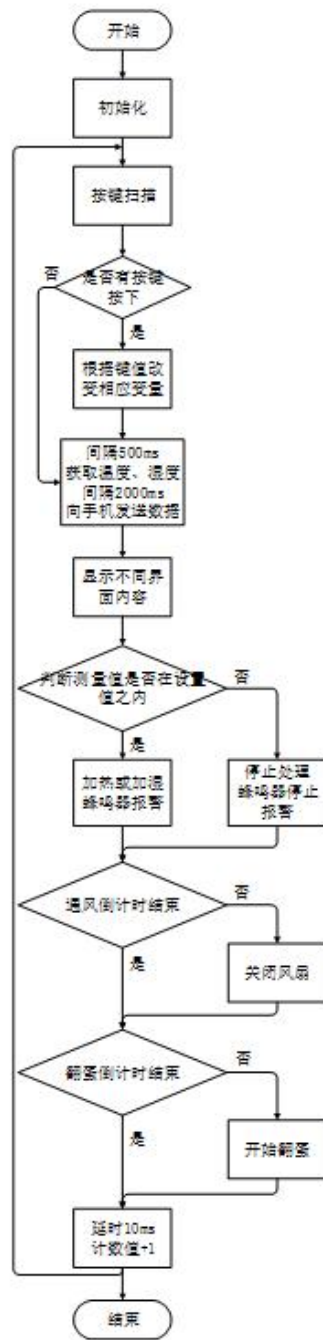 开始
初始化
按键扫描
否
是否有按键
按下
是
根据键值改
变相应变量
间隔500ms
获取温度、湿度
间隔2000ms
向手机发送数据
显示不同界
面内容
判断测量值是否在设置
值之内
否
是
加热或加湿
蜂鸣器报警
停止处理
蜂鸣器停止
报警
通风倒计时结束
否
是
关闭风扇
翻蛋倒计时结束
否
是
开始翻蛋
延时10ms
计数值+1
结束